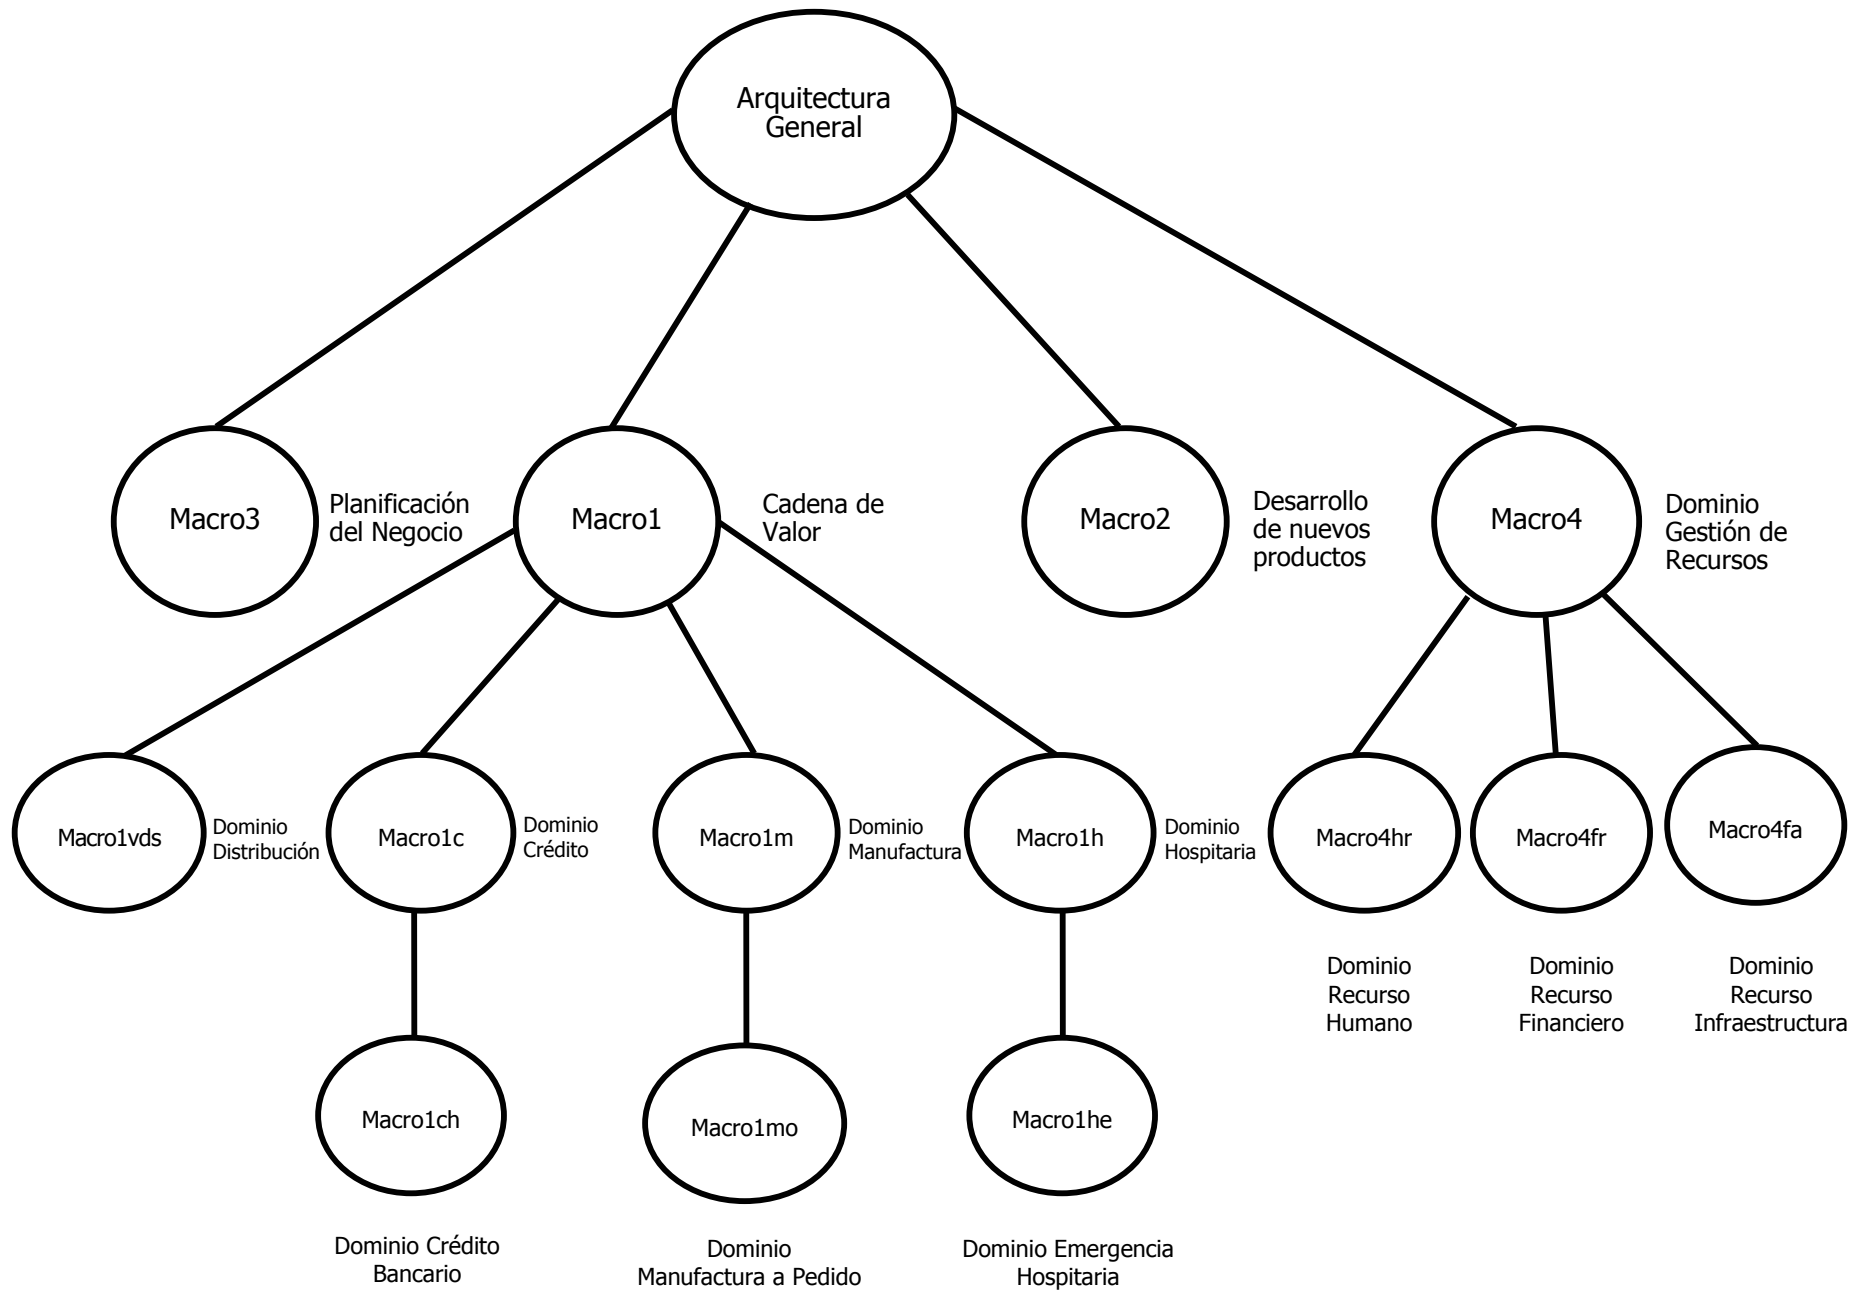 Arquitectura
General
Macro3
Planificación
del Negocio
Macro1
Cadena de
Valor
Macro2
Desarrollo
de nuevos
productos
Macro4
Dominio
Gestión de
Recursos
Macro1vds
Dominio
Distribución
Macro1c
Dominio
Crédito
Macro1m
Dominio
Manufactura
Macro1h
Dominio
Hospitaria
Macro4hr
Macro4fr
Macro4fa
Dominio
Recurso
Humano
Dominio
Recurso
Financiero
Dominio
Recurso
Infraestructura
Macro1ch
Macro1mo
Macro1he
Dominio Crédito
Bancario
Dominio
Manufactura a Pedido
Dominio Emergencia
Hospitaria